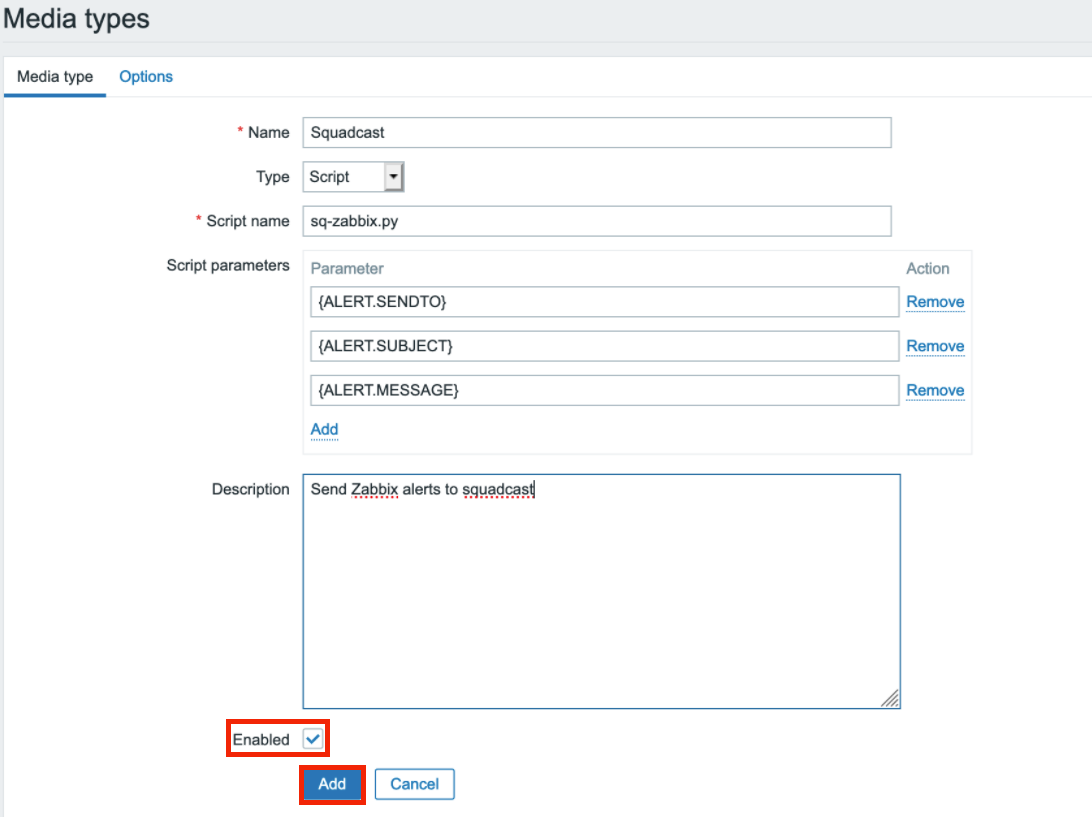 Media types
Media type Options
* Name Squadcast
Type Script
* Script name sq-zabbix.py
Script parameters Parameter Action
{ALERT.SENDTO} Remove
{ALERT.SUBJECT} Remove
{ALERT.MESSAGE} Remove
Add
Description Send Zabbix alerts to squadcast
Enabled
Add Cancel